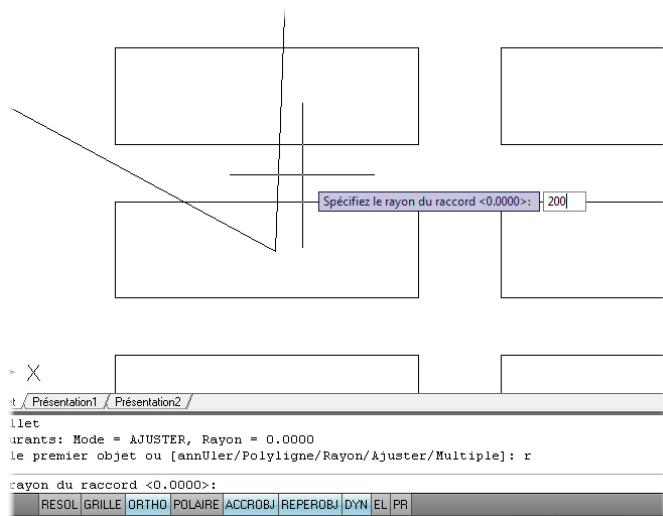 Spécifiez le rayon du raccord <0.0000>: 200
X
Présentation1 / Présentation2
llet
urants: Mode = AJUSTER, Rayon = 0.0000
le premier objet ou [annUler/Polyligne/Rayon/Ajuster/Multiple]: r
rayon du raccord <0.0000>:
RESOL GRILLE ORTHO POLAIRE ACCROBJ REPEROBJ DYN EL PR